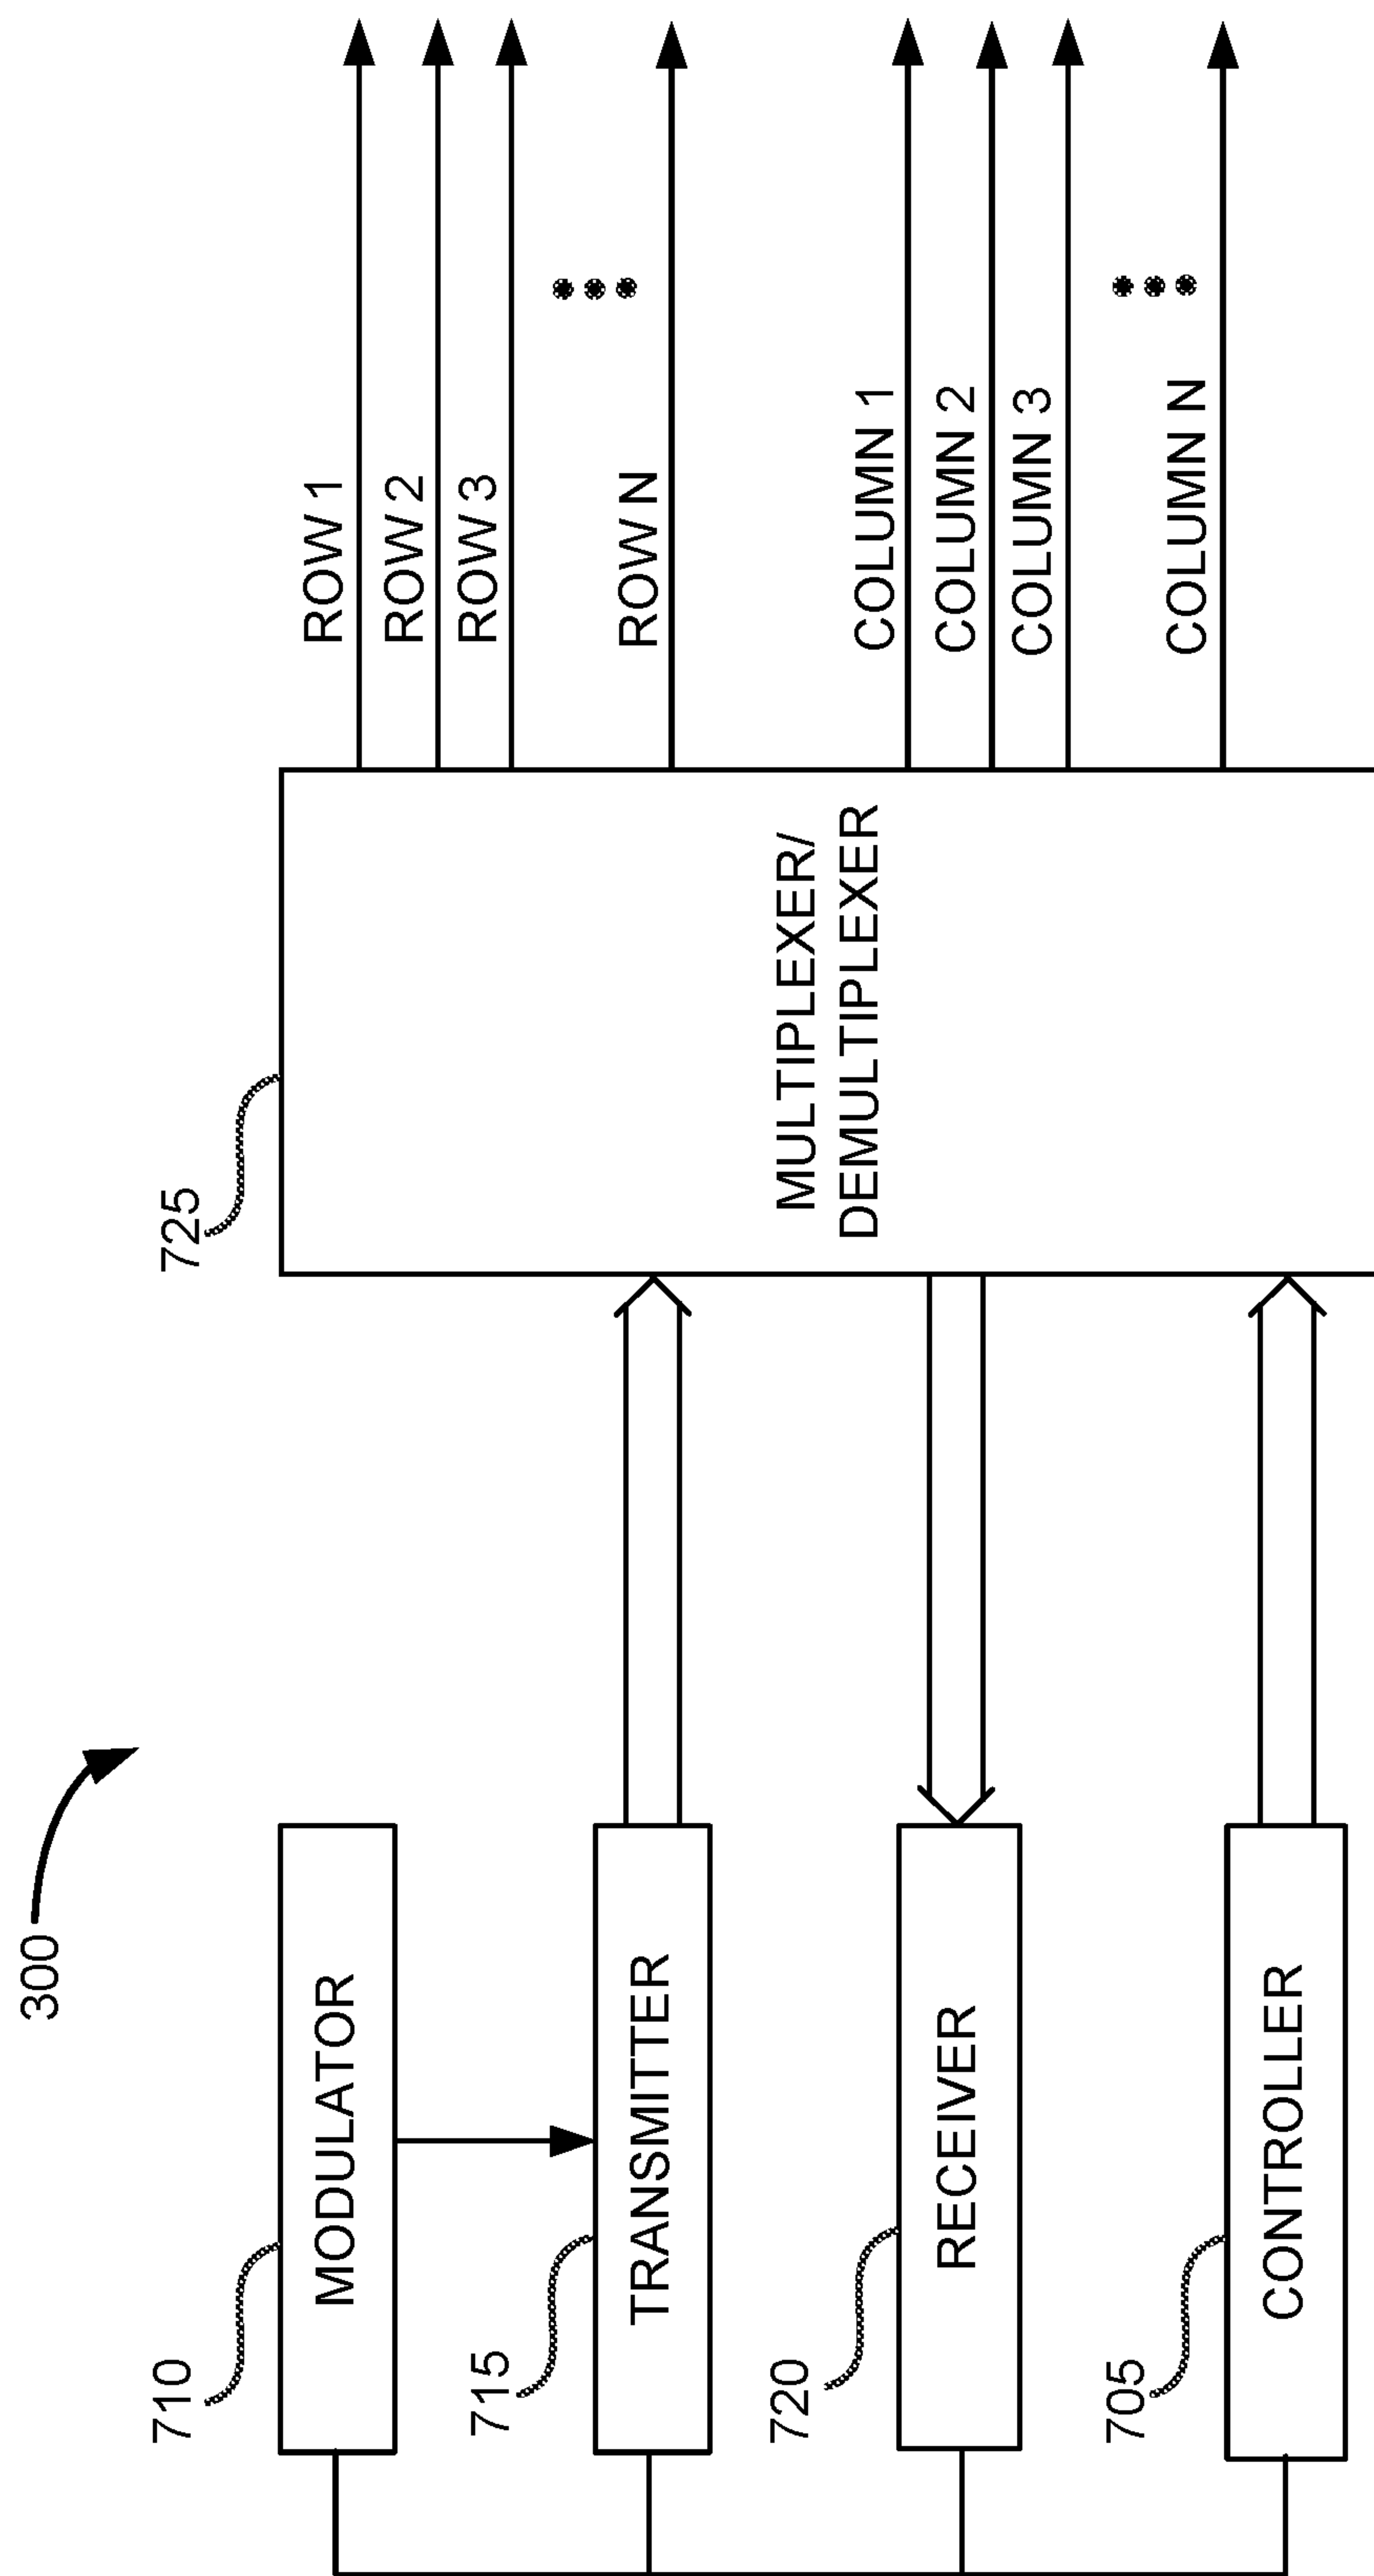 300
710
MODULATOR
715
TRANSMITTER
720
RECEIVER
705
CONTROLLER
725
MULTIPLEXER/
DEMULTIPLEXER
ROW 1
ROW 2
ROW 3
ROW N
COLUMN 1
COLUMN 2
COLUMN 3
COLUMN N